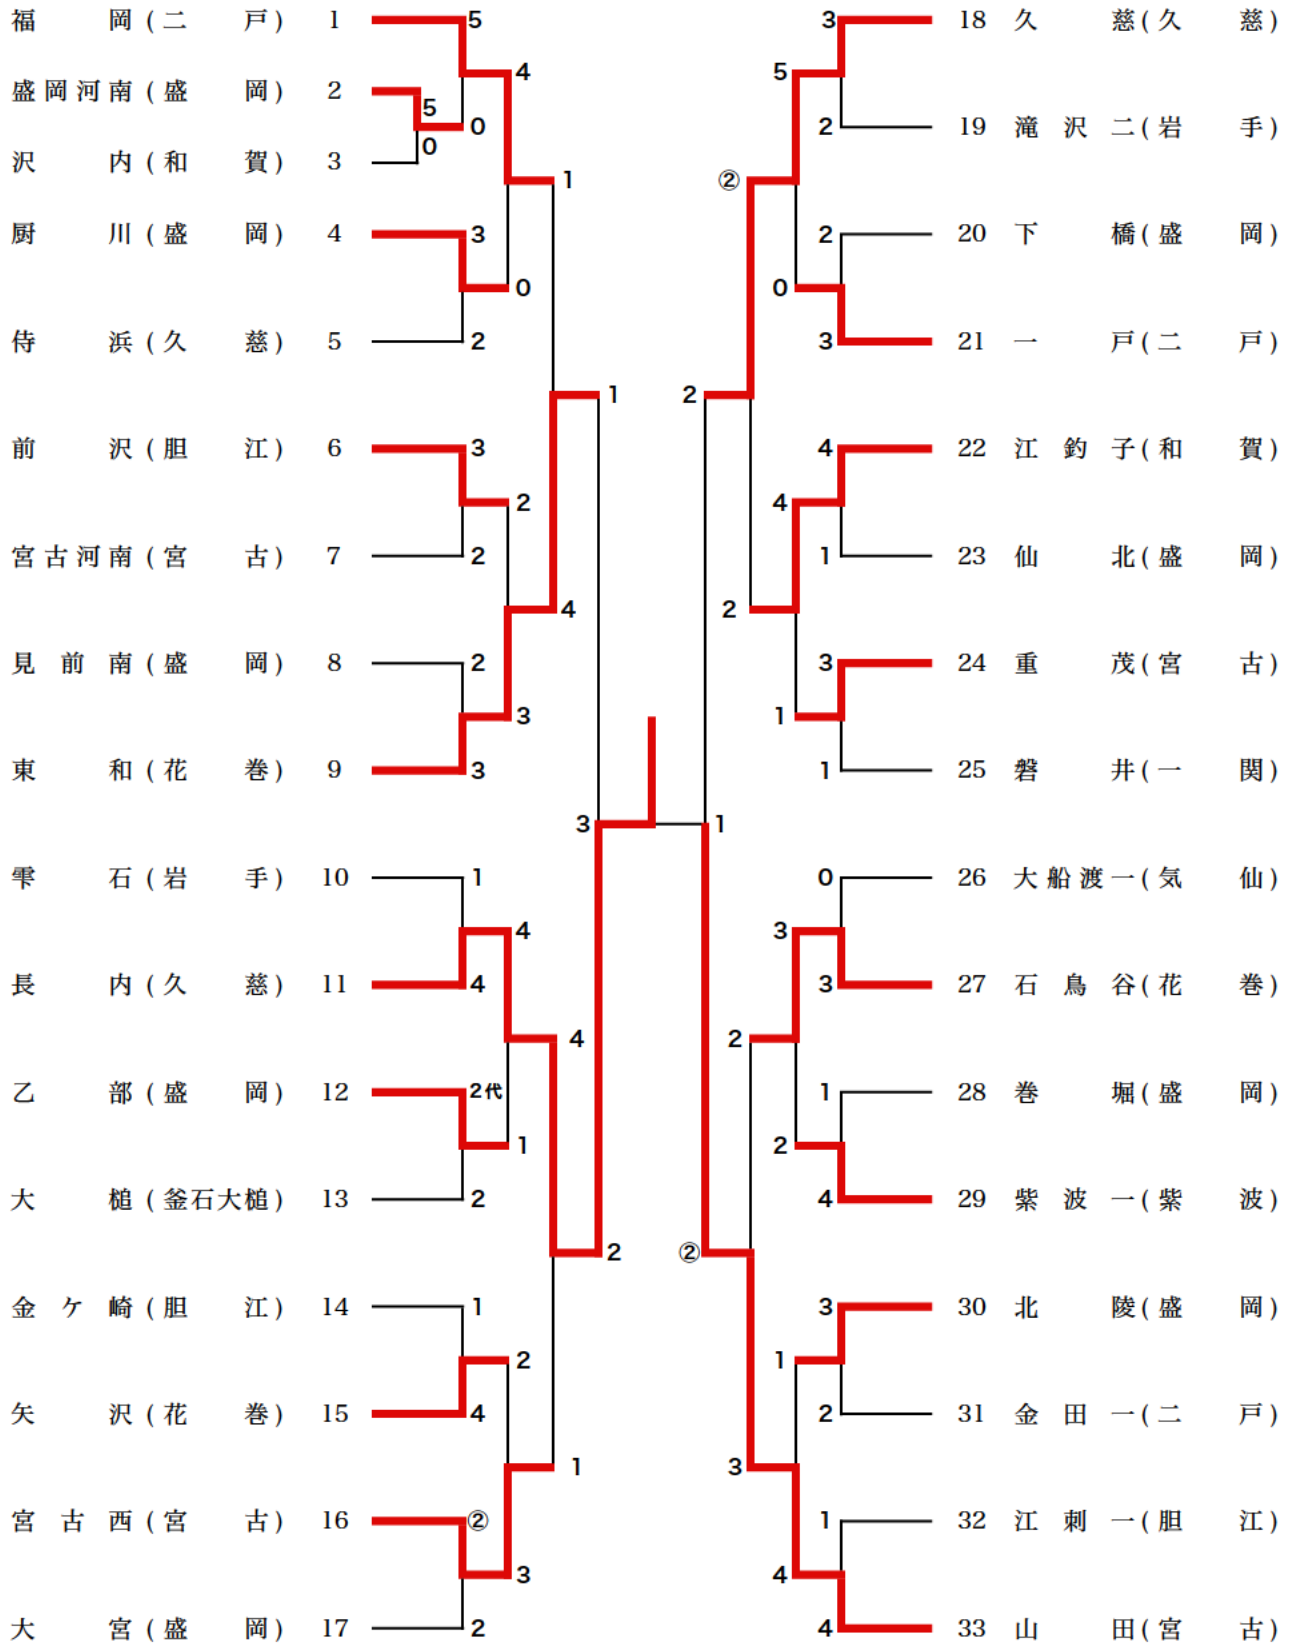 福岡(二戸) 1 5 3 18 久慈(久慈)
4 5
盛岡河南(盛岡) 2
5
0 2 19 滝沢二(岩手)
0
沢内(和賀) 3
1 ②
厨川(盛岡) 4 3 2 20 下橋(盛岡)
0 0
侍浜(久慈) 5 2 3 21 一戸(二戸)
1 2
前沢(胆江) 6 3 4 22 江釣子(和賀)
2 4
宮古河南(宮古) 7 2 1 23 仙北(盛岡)
4 2
見前南(盛岡) 8 2 3 24 重茂(宮古)
3 1
東和(花巻) 9 3 1 25 磐井(一関)
3 1
雫石(岩手) 10 1 0 26 大船渡一(気仙)
4 3
長内(久慈) 11 4 3 27 石鳥谷(花巻)
4 2
乙部(盛岡) 12 2代 1 28 巻堀(盛岡)
1 2
大槌(釜石大槌) 13 2 4 29 紫波一(紫波)
2 ②
金ケ崎(胆江) 14 1 3 30 北陵(盛岡)
2 1
矢沢(花巻) 15 4 2 31 金田一(二戸)
1 3
宮古西(宮古) 16 ② 1 32 江刺一(胆江)
3 4
大宮(盛岡) 17 2 4 33 山田(宮古)